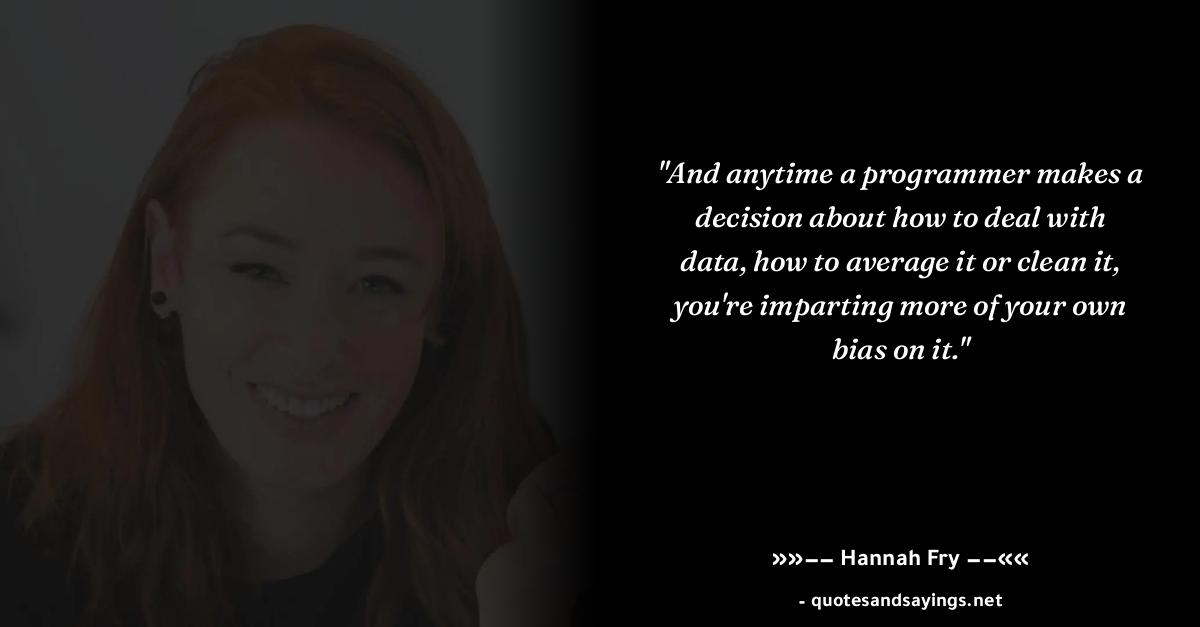 "And anytime a programmer makes a
decision about how to deal with
data, how to average it or clean it,
you're imparting more of your own
bias on it."
»»−− Hannah Fry −−««
- quotesandsayings.net